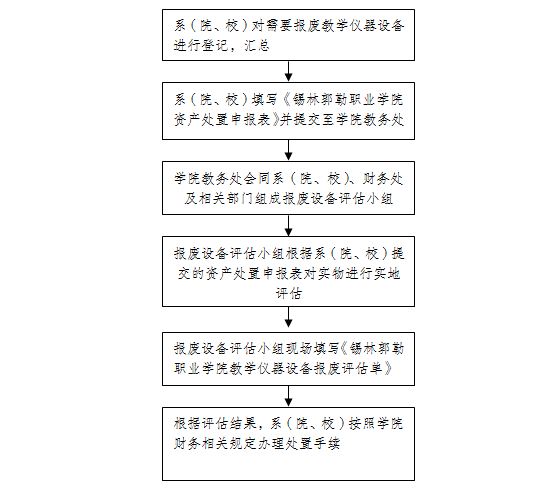 系（院、校）对需要报废教学仪器设备
进行登记，汇总
系（院、校）填写《锡林郭勒职业学院
资产处置申报表》并提交至学院教务处
学院教务处会同系（院、校）、财务处
及相关部门组成报废设备评估小组
报废设备评估小组根据系（院、校）提
交的资产处置申报表对实物进行实地
评估
报废设备评估小组现场填写《锡林郭勒
职业学院教学仪器设备报废评估单》
根据评估结果，系（院、校）按照学院
财务相关规定办理处置手续